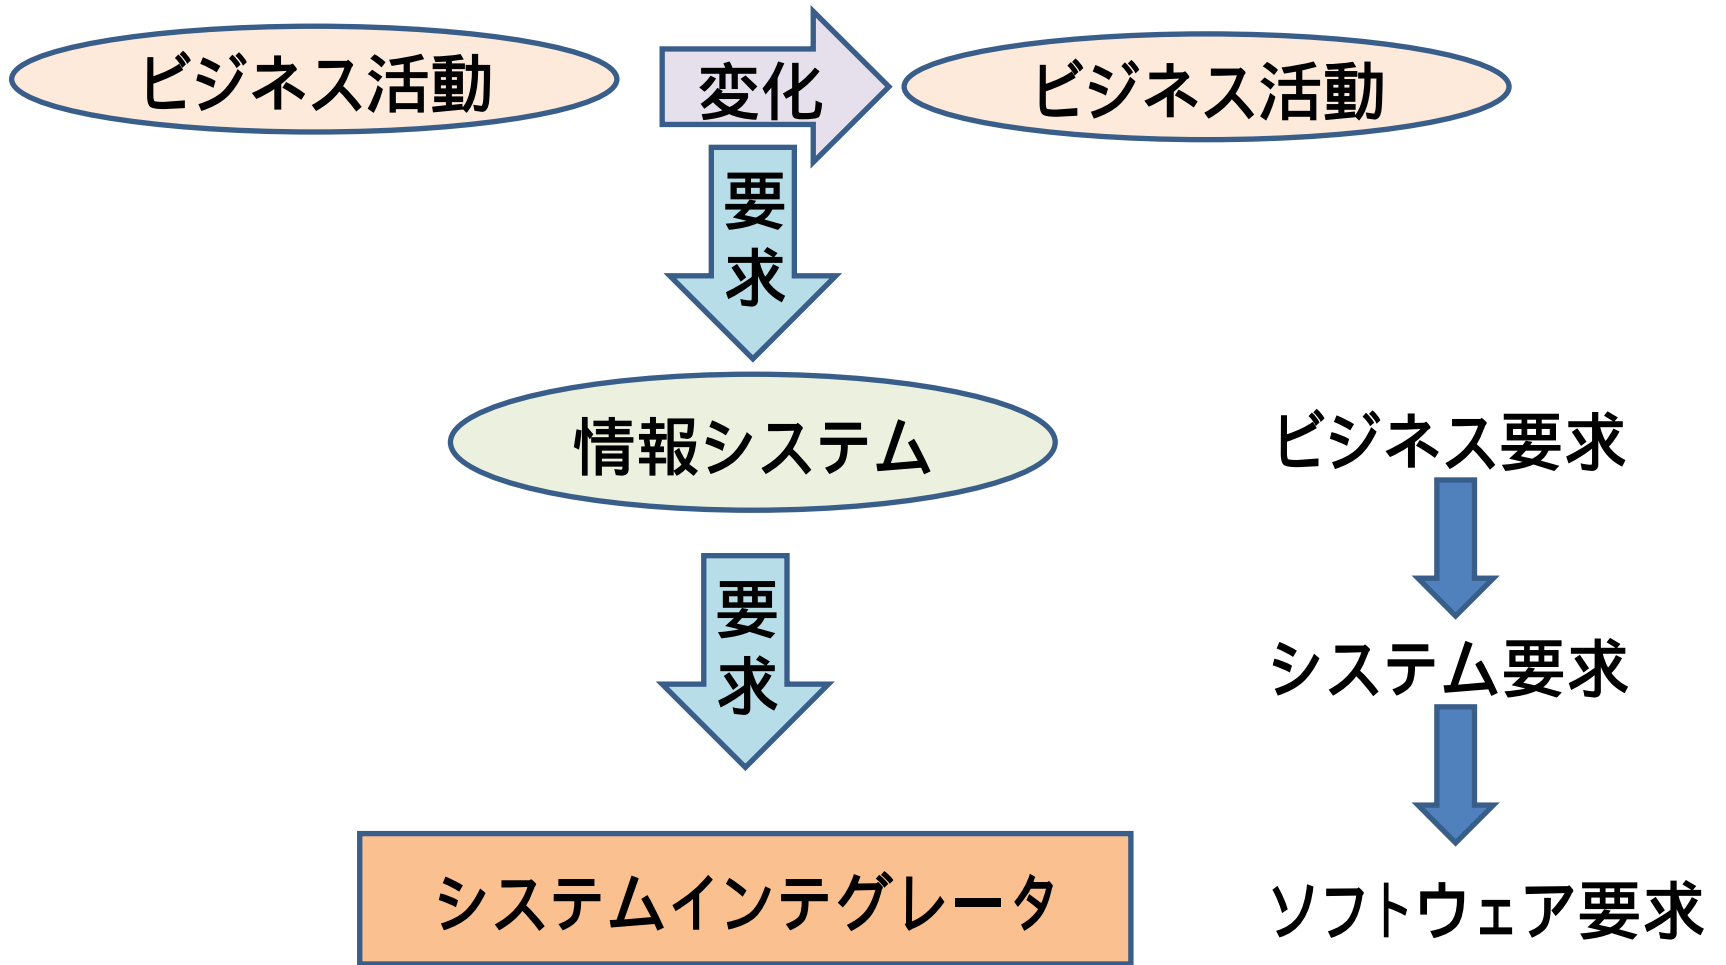 ビジネス活動
変化
ビジネス活動
要
求
情報システム
ビジネス要求
要
求
システム要求
システムインテグレータ
ソフトウェア要求